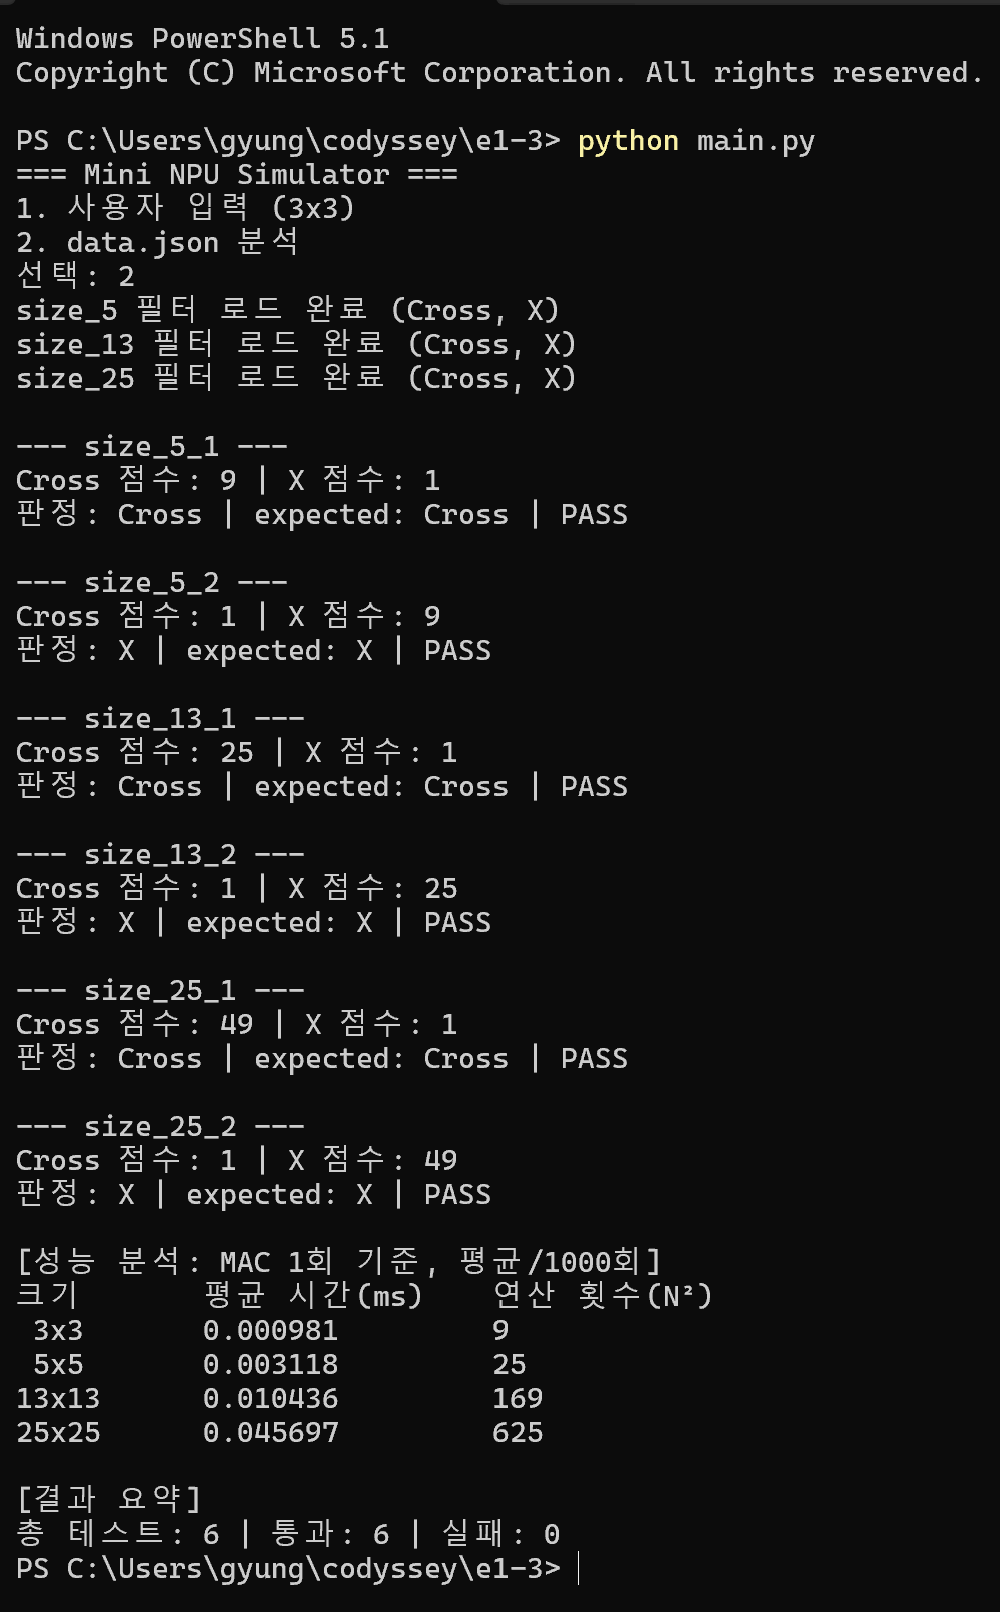 Windows PowerShell 5.1
Copyright (C) Microsoft Corporation. All rights reserved.
PS C:\Users\gyung\codyssey\e1-3> python main.py
=== Mini NPU Simulator ===
1. 사용자 입력 (3x3)
2. data.json 분석
선택: 2
size_5 필터 로드 완료 (Cross, X)
size_13 필터 로드 완료 (Cross, X)
size_25 필터 로드 완료 (Cross, X)
--- size_5_1 ---
Cross 점수: 9 | X 점수: 1
판정: Cross | expected: Cross | PASS
--- size_5_2 ---
Cross 점수: 1 | X 점수: 9
판정: X | expected: X | PASS
--- size_13_1 ---
Cross 점수: 25 | X 점수: 1
판정: Cross | expected: Cross | PASS
--- size_13_2 ---
Cross 점수: 1 | X 점수: 25
판정: X | expected: X | PASS
--- size_25_1 ---
Cross 점수: 49 | X 점수: 1
판정: Cross | expected: Cross | PASS
--- size_25_2 ---
Cross 점수: 1 | X 점수: 49
판정: X | expected: X | PASS
[성능 분석: MAC 1회 기준, 평균/1000회]
크기 평균 시간(ms) 연산 횟수(N²)
3x3 0.000981 9
5x5 0.003118 25
13x13 0.010436 169
25x25 0.045697 625
[결과 요약]
총 테스트: 6 | 통과: 6 | 실패: 0
PS C:\Users\gyung\codyssey\e1-3>